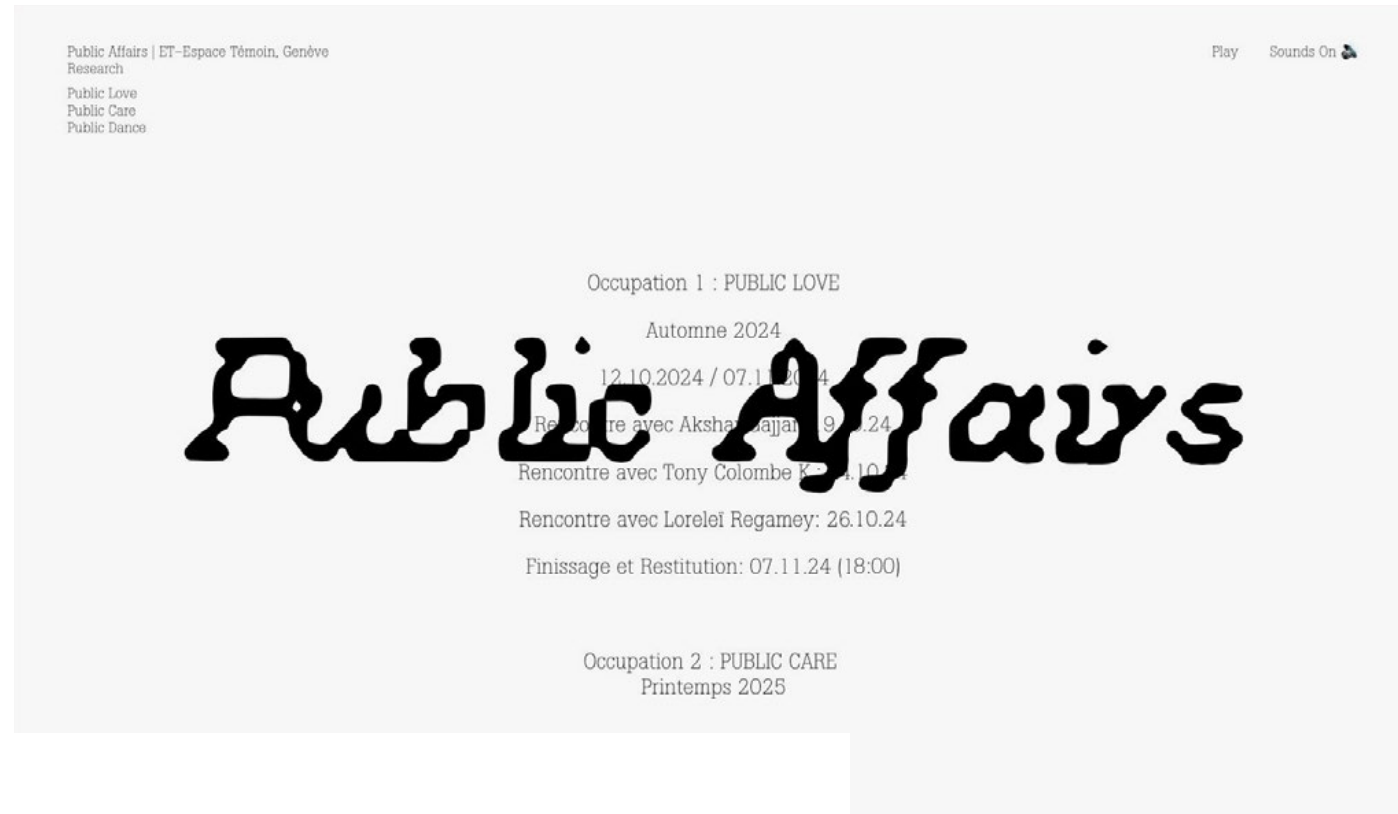 Public Affairs | ET–Espace Témoin, Genève
Research
Public Love
Public Care
Public Dance
Play
Sounds On
Occupation 1 : PUBLIC LOVE
Automne 2024
Public Affairs
12.10.2024 /
Rencontre avec
Rencontre avec Tony Colombe K.:
Rencontre avec Loreleï Regamey: 26.10.24
Finissage et Restitution: 07.11.24 (18:00)
Occupation 2 : PUBLIC CARE
Printemps 2025